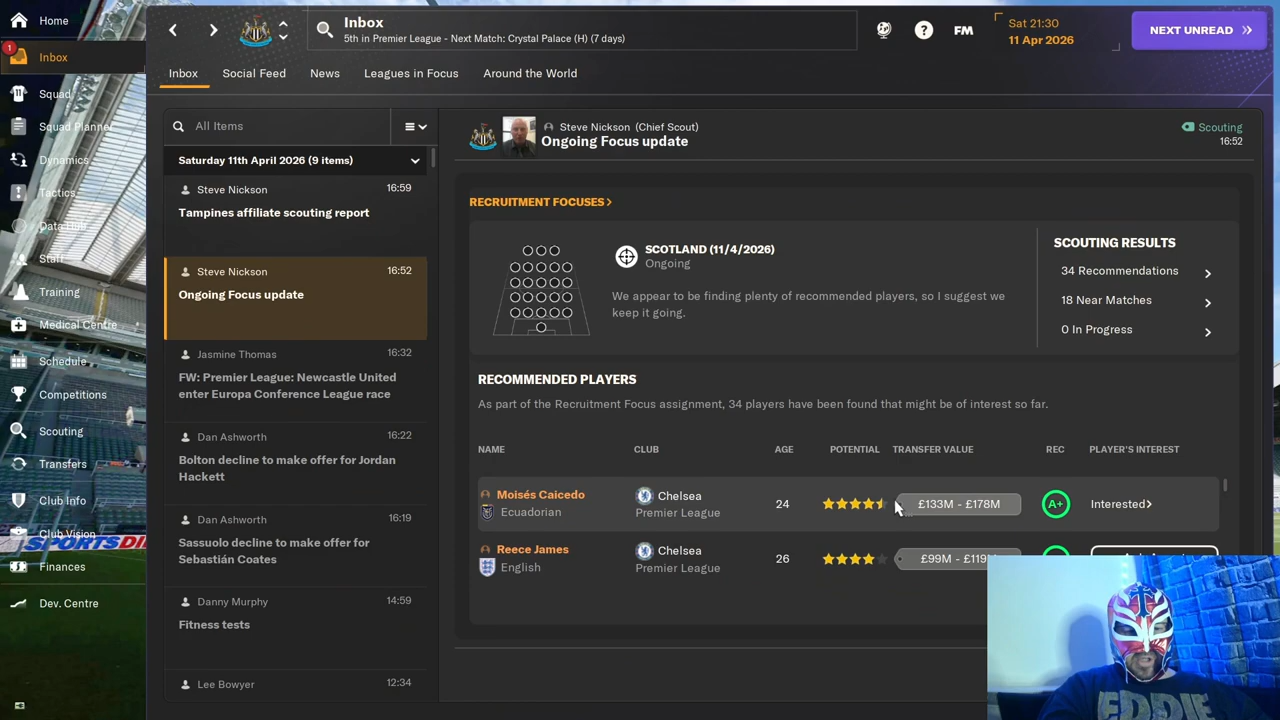 Home
1
Inbox
Squad
Squad Planner
Dynamics
Tactics
Data Hub
Staff
Training
Medical Centre
Schedule
Competitions
Scouting
Transfers
Club Info
Club Vision
SPORTS DI
Finances
Dev. Centre
Inbox
5th in Premier League - Next Match: Crystal Palace (H) (7 days)
?
FM
Sat 21:30
11 Apr 2026
NEXT UNREAD
Inbox
Social Feed
News
Leagues in Focus
Around the World
All Items
Saturday 11th April 2026 (9 items)
Steve Nickson 16:59
Tampines affiliate scouting report
Steve Nickson 16:52
Ongoing Focus update
Jasmine Thomas 16:32
FW: Premier League: Newcastle United
enter Europa Conference League race
Dan Ashworth 16:22
Bolton decline to make offer for Jordan
Hackett
Dan Ashworth 16:19
Sassuolo decline to make offer for
Sebastián Coates
Danny Murphy 14:59
Fitness tests
Lee Bowyer 12:34
Steve Nickson (Chief Scout)
Ongoing Focus update
Scouting
16:52
RECRUITMENT FOCUSES >
SCOTLAND (11/4/2026)
Ongoing
We appear to be finding plenty of recommended players, so I suggest we
keep it going.
SCOUTING RESULTS
34 Recommendations
18 Near Matches
0 In Progress
RECOMMENDED PLAYERS
As part of the Recruitment Focus assignment, 34 players have been found that might be of interest so far.
NAME CLUB AGE POTENTIAL TRANSFER VALUE REC PLAYER'S INTEREST
Moisés Caicedo Chelsea 24 £133M - £178M A+ Interested>
Ecuadorian Premier League
Reece James Chelsea 26 £99M - £119M
English Premier League
EDDIE